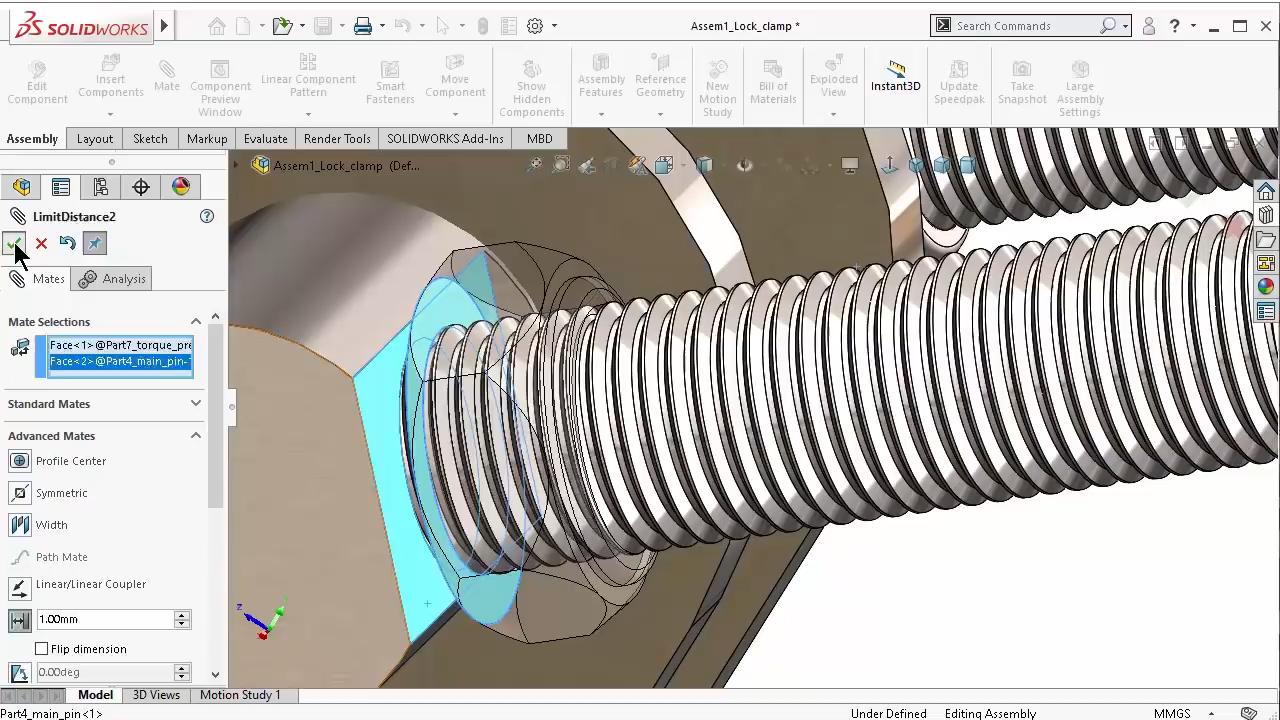 SOLIDWORKS
Assem1_Lock_clamp *
Search Commands
?
Edit Component
Insert Components
Mate
Component Preview Window
Linear Component Pattern
Smart Fasteners
Move Component
Show Hidden Components
Assembly Features
Reference Geometry
New Motion Study
Bill of Materials
Exploded View
Instant3D
Update Speedpak
Take Snapshot
Large Assembly Settings
Assembly Layout Sketch Markup Evaluate Render Tools SOLIDWORKS Add-Ins MBD
Assem1_Lock_clamp (Def...
LimitDistance2
?
Mates Analysis
Mate Selections
Face<1>@Part7_torque_pre
Face<2>@Part4_main_pin-
Standard Mates
Advanced Mates
Profile Center
Symmetric
Width
Path Mate
Linear/Linear Coupler
1.00mm
Flip dimension
0.00deg
z
Model 3D Views Motion Study 1
Part4_main_pin<1> Under Defined Editing Assembly MMGS